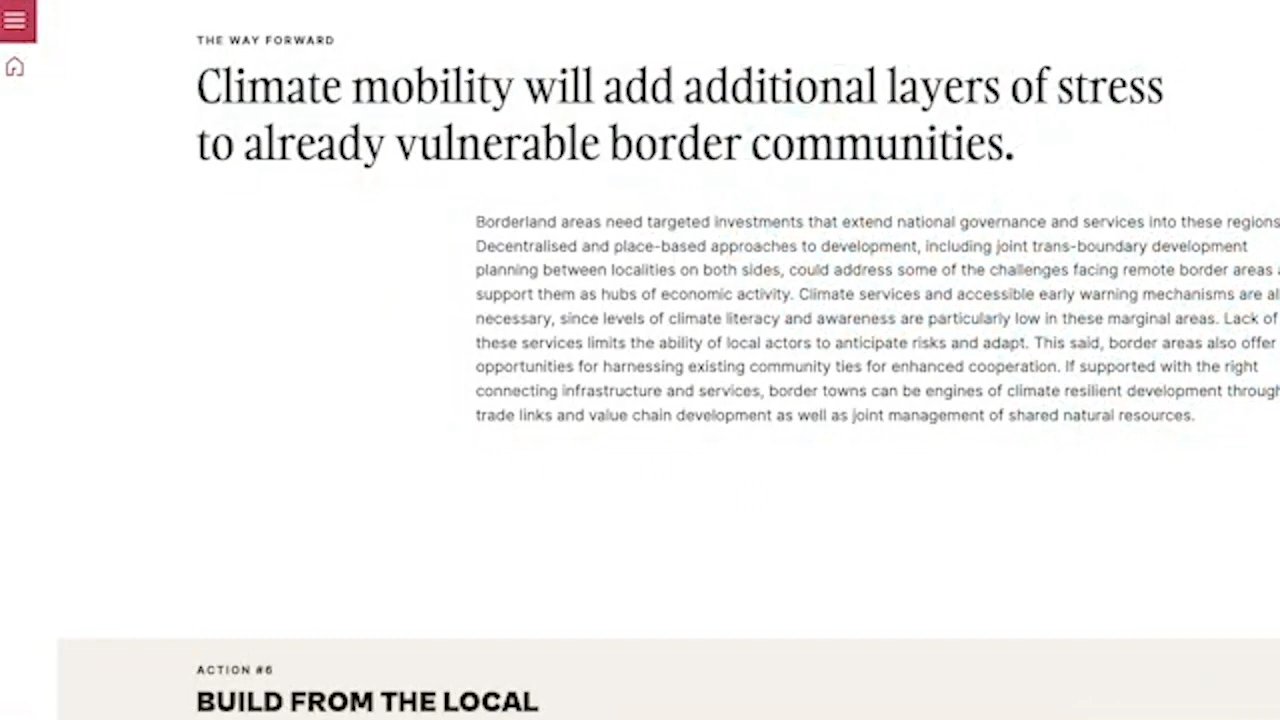 THE WAY FORWARD
Climate mobility will add additional layers of stress
to already vulnerable border communities.
Borderland areas need targeted investments that extend national governance and services into these regions
Decentralised and place-based approaches to development, including joint trans-boundary development
planning between localities on both sides, could address some of the challenges facing remote border areas
support them as hubs of economic activity. Climate services and accessible early warning mechanisms are
necessary, since levels of climate literacy and awareness are particularly low in these marginal areas. Lack of
these services limits the ability of local actors to anticipate risks and adapt. This said, border areas also offer
opportunities for harnessing existing community ties for enhanced cooperation. If supported with the right
connecting infrastructure and services, border towns can be engines of climate resilient development through
trade links and value chain development as well as joint management of shared natural resources.
ACTION #6
BUILD FROM THE LOCAL